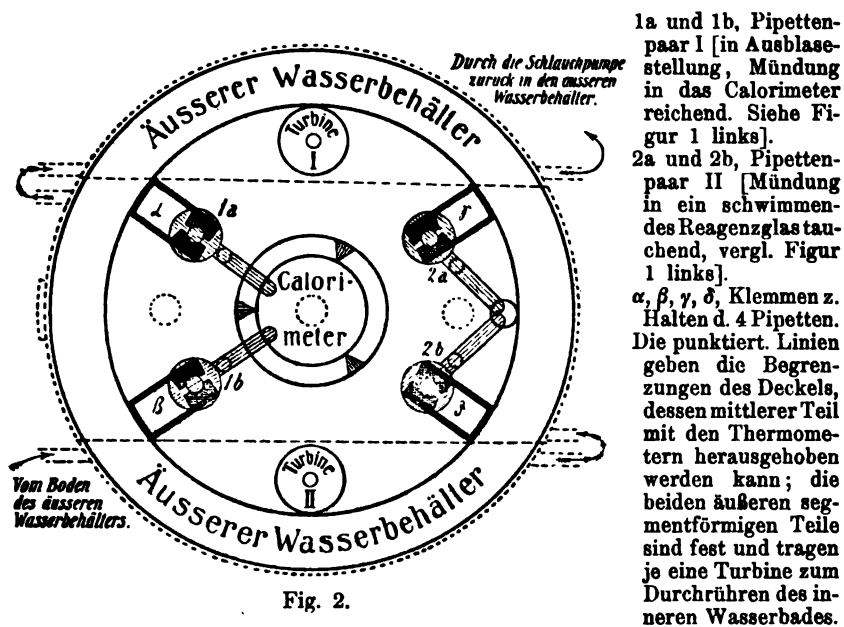 Durch die Schlauchpumpe
zurück in den äusseren
Wasserbehälter.
Äusserer Wasserbehälter
Turbine
I
α
1a
γ
2a
Calori-
meter
2b
1b
β
δ
Turbine
II
Äusserer Wasserbehälter
Vom Boden
des äusseren
Wasserbehälters.
Fig. 2.
1a und 1b, Pipetten-
paar I [in Ausblase-
stellung, Mündung
in das Calorimeter
reichend. Siehe Fi-
gur 1 links].
2a und 2b, Pipetten-
paar II [Mündung
in ein schwimmen-
des Reagenzglas tau-
chend, vergl. Figur
1 links].
α, β, γ, δ, Klemmen z.
Halten d. 4 Pipetten.
Die punktiert. Linien
geben die Begren-
zungen des Deckels,
dessen mittlerer Teil
mit den Thermome-
tern herausgehoben
werden kann; die
beiden äußeren seg-
mentförmigen Teile
sind fest und tragen
je eine Turbine zum
Durchrühren des in-
neren Wasserbades.